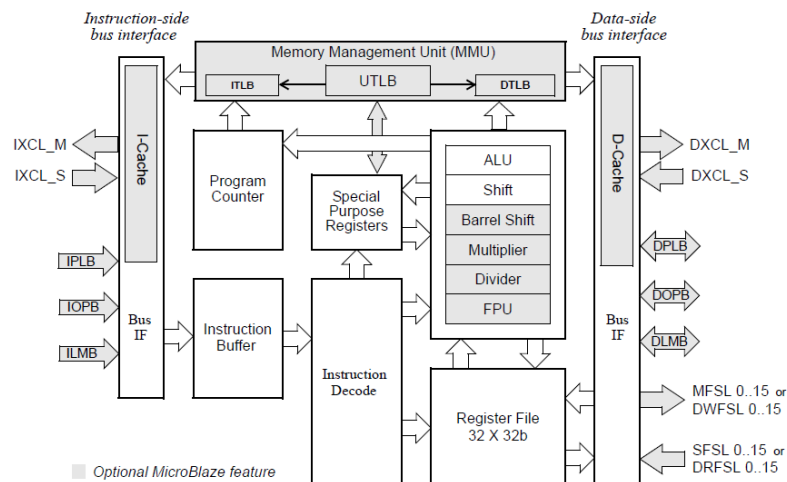 Instruction-side
bus interface
Data-side
bus interface
Memory Management Unit (MMU)
ITLB
UTLB
DTLB
I-Cache
D-Cache
IXCL_M
IXCL_S
DXCL_M
DXCL_S
Program
Counter
Special
Purpose
Registers
ALU
Shift
Barrel Shift
Multiplier
Divider
FPU
IPLB
IOPB
ILMB
Bus
IF
Instruction
Buffer
Instruction
Decode
Register File
32 X 32b
Bus
IF
DPLB
DOPB
DLMB
MFSL 0..15 or
DWFSL 0..15
SFSL 0..15 or
DRFSL 0..15
Optional MicroBlaze feature